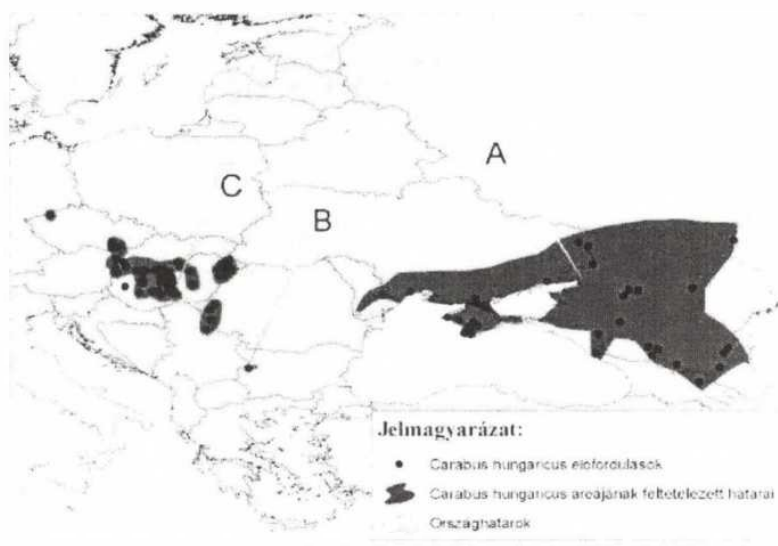 A
C
B
Jelmagyarázat:
Carabus hungaricus előfordulások
Carabus hungaricus areájának feltételezett határai
Országhatárok